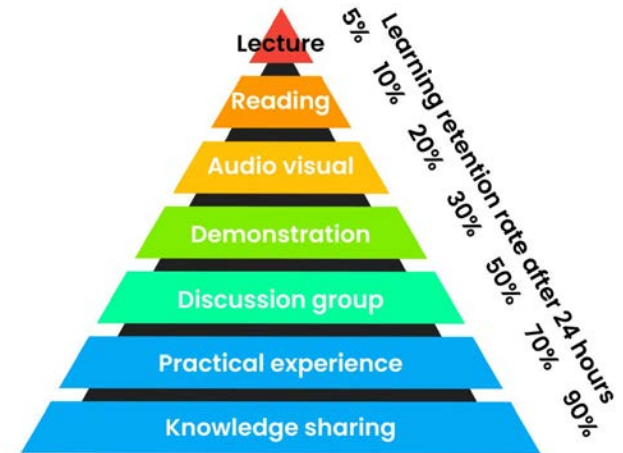 Lecture
Reading
Audio visual
Demonstration
Discussion group
Practical experience
Knowledge sharing
5%
10%
20%
30%
50%
70%
90%
Learning retention rate after 24 hours